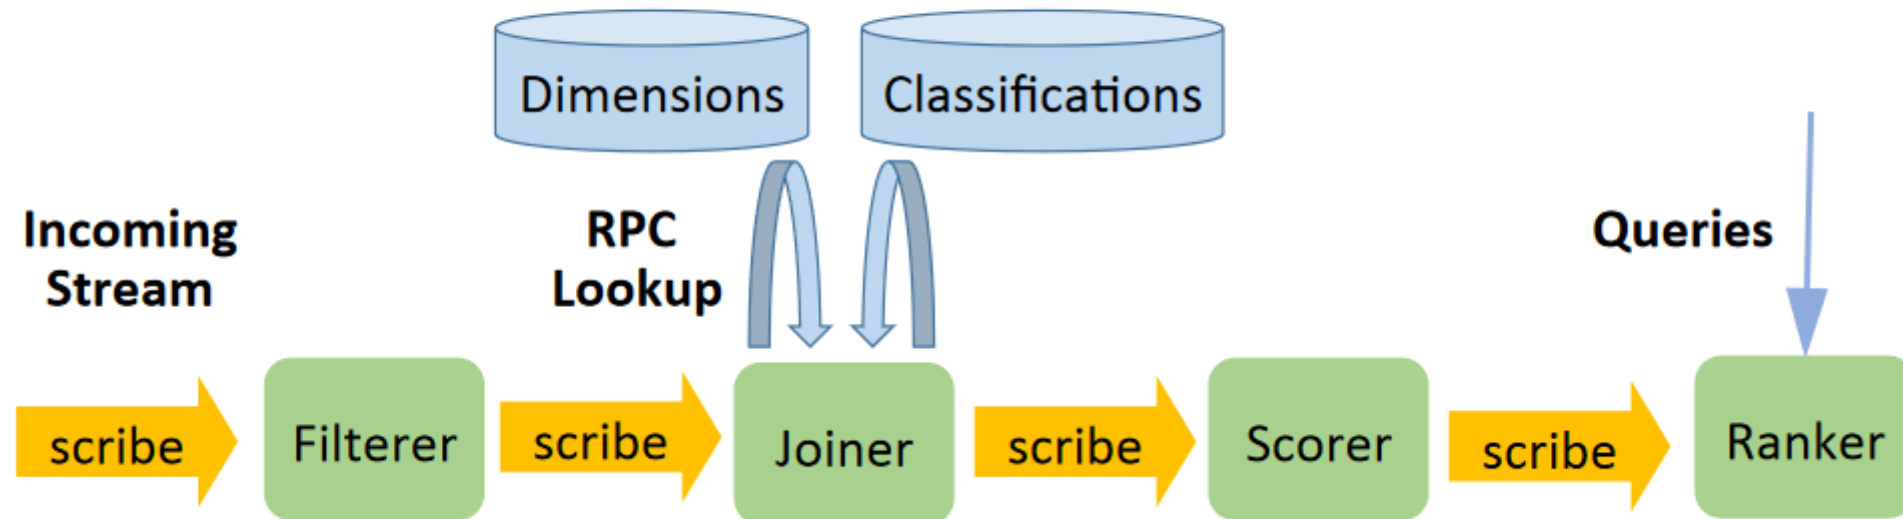 Dimensions
Classifications
Incoming
Stream
RPC
Lookup
Queries
scribe
Filterer
scribe
Joiner
scribe
Scorer
scribe
Ranker